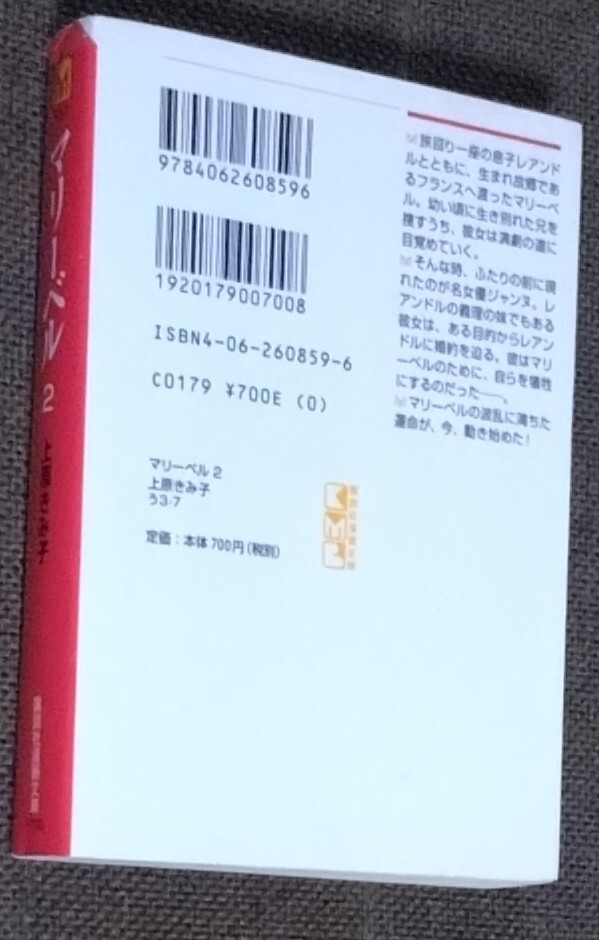 マリーベル 2 上原きみ子
9784062608596
1920179007008
ISBN4-06-260859-6
C0179 ¥700E (0)
マリーベル 2
上原きみ子
う3-7
定価：本体700円（税別）
旅回り一座の息子レアンド
ルとともに、生まれ故郷であ
るフランスへ渡ったマリーベ
ル。幼い頃に生き別れた兄を
捜すうち、彼女は演劇の道に
目覚めていく。
そんな時、ふたりの前に現
れたのが名女優ジャンヌ。レ
アンドルの義理の妹でもある
彼女は、ある目的からレアン
ドルに婚約を迫る。彼はマリ
ーベルのために、自らを犠牲
にするのだった──。
マリーベルの波乱に満ちた
運命が、今、動き始めた！